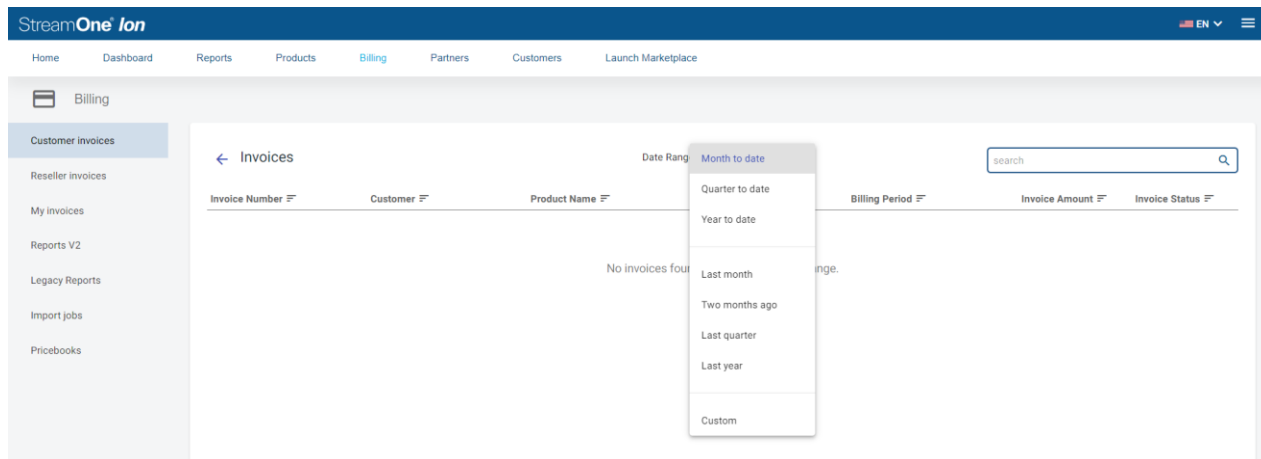 StreamOne® Ion
EN
Home Dashboard Reports Products Billing Partners Customers Launch Marketplace
Billing
Customer invoices
Reseller invoices
My invoices
Reports V2
Legacy Reports
Import jobs
Pricebooks
Invoices
Date Rang
search
Invoice Number Customer Product Name Billing Period Invoice Amount Invoice Status
No invoices foun
nge.
Month to date
Quarter to date
Year to date
Last month
Two months ago
Last quarter
Last year
Custom